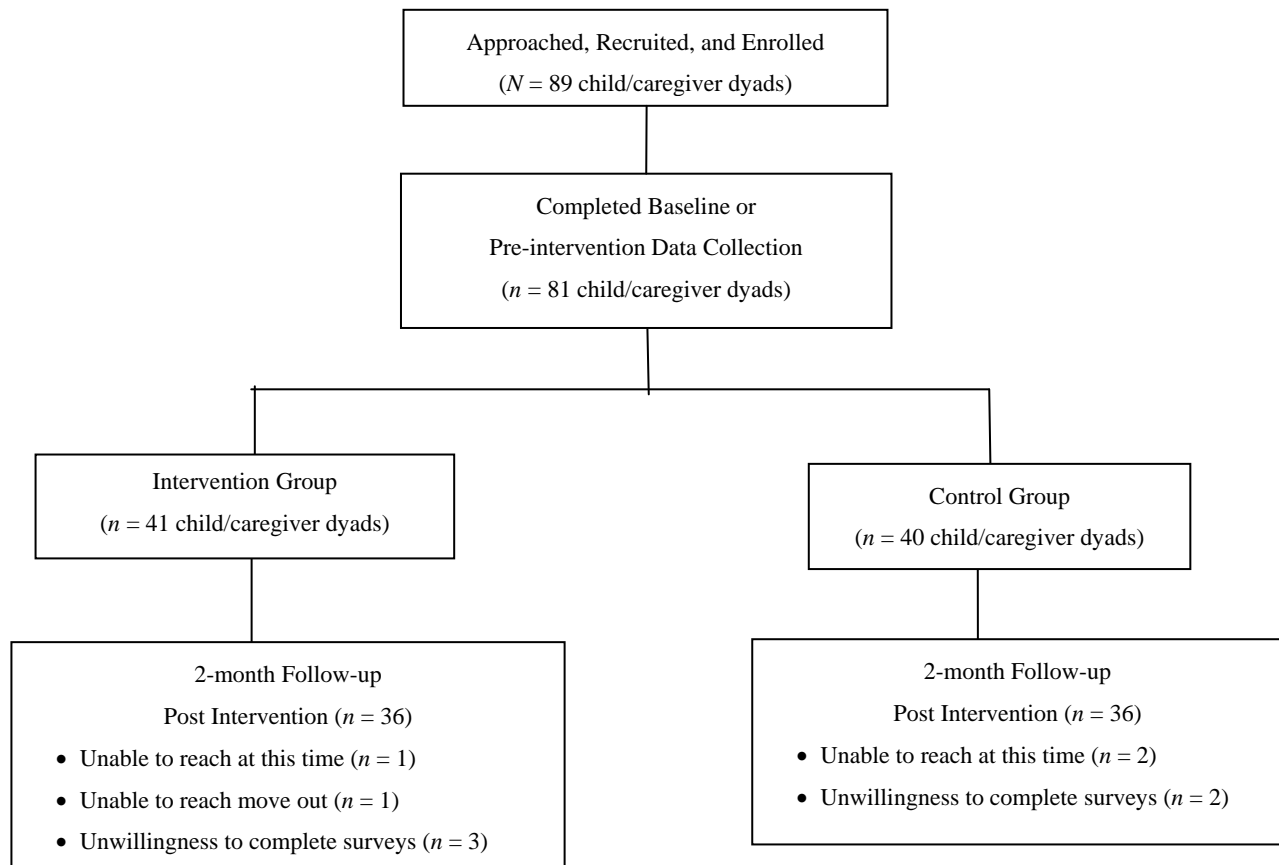 Approached, Recruited, and Enrolled
(N = 89 child/caregiver dyads)
Completed Baseline or
Pre-intervention Data Collection
(n = 81 child/caregiver dyads)
Intervention Group
(n = 41 child/caregiver dyads)
Control Group
(n = 40 child/caregiver dyads)
2-month Follow-up
Post Intervention (n = 36)
• Unable to reach at this time (n = 1)
• Unable to reach move out (n = 1)
• Unwillingness to complete surveys (n = 3)
2-month Follow-up
Post Intervention (n = 36)
• Unable to reach at this time (n = 2)
• Unwillingness to complete surveys (n = 2)